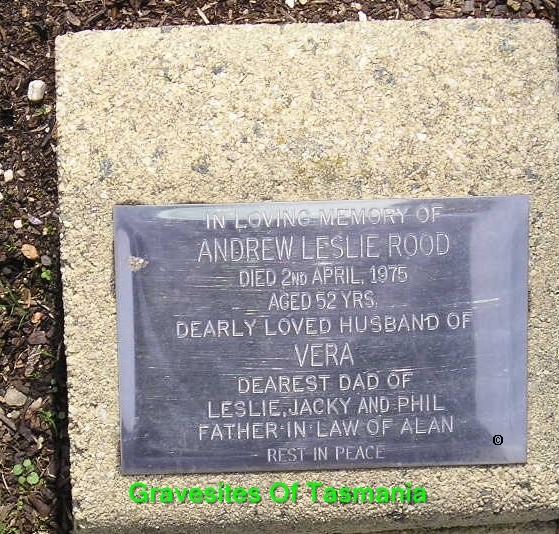 IN LOVING MEMORY OF
ANDREW LESLIE ROOD
DIED 2ND APRIL, 1975
AGED 52 YRS.
DEARLY LOVED HUSBAND OF
VERA
DEAREST DAD OF
LESLIE, JACKY AND PHIL
FATHER-IN LAW OF ALAN
REST IN PEACE
©
Gravesites Of Tasmania